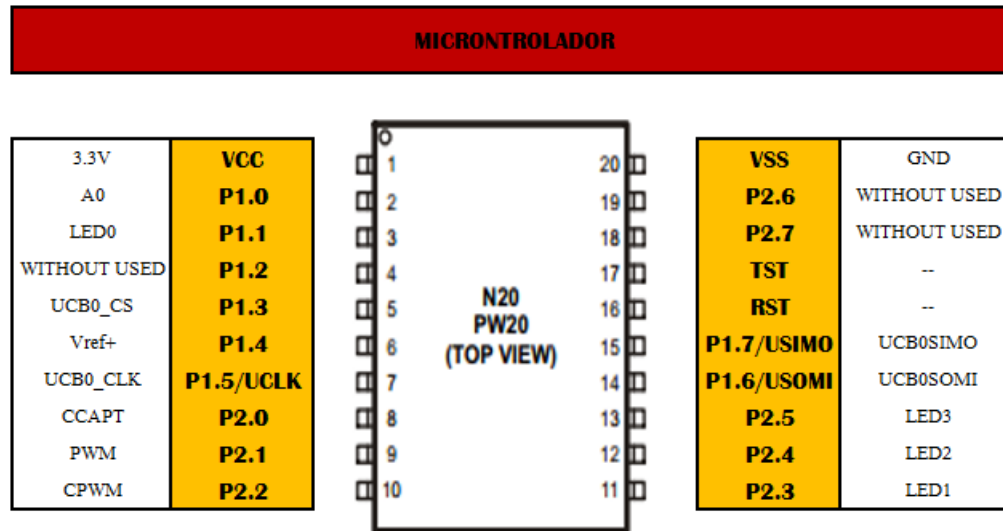 MICRONTROLADOR
3.3V VCC 1 20 VSS GND
A0 P1.0 2 19 P2.6 WITHOUT USED
LED0 P1.1 3 18 P2.7 WITHOUT USED
WITHOUT USED P1.2 4 17 TST --
UCB0_CS P1.3 5 16 RST --
N20
PW20
(TOP VIEW)
Vref+ P1.4 6 15 P1.7/USIMO UCB0SIMO
UCB0_CLK P1.5/UCLK 7 14 P1.6/USOMI UCB0SOMI
CCAPT P2.0 8 13 P2.5 LED3
PWM P2.1 9 12 P2.4 LED2
CPWM P2.2 10 11 P2.3 LED1